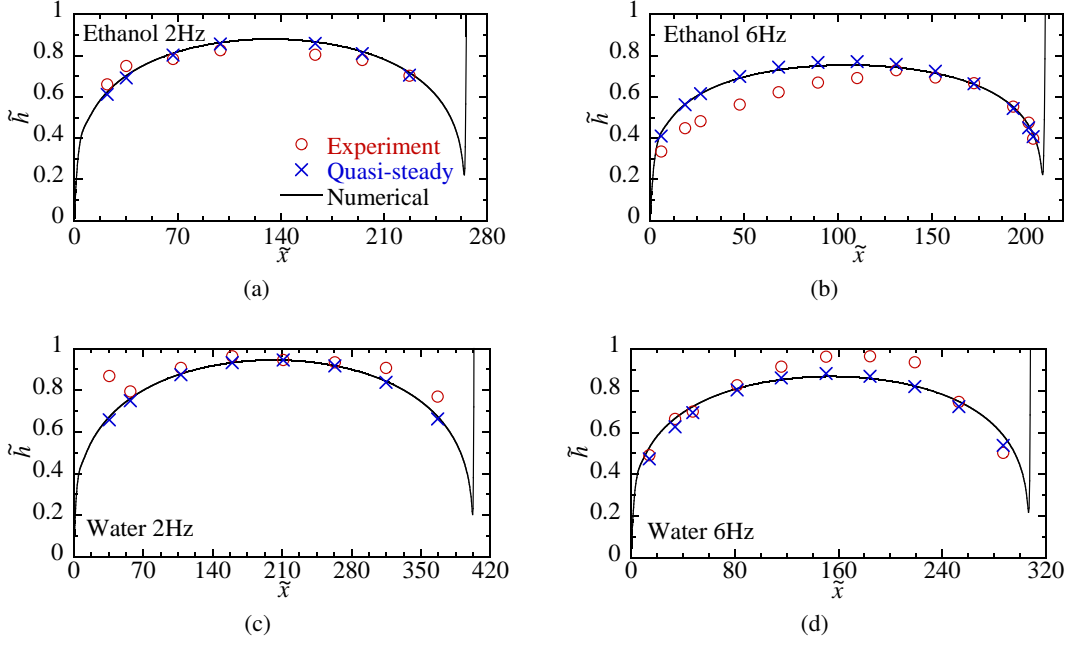 1
0.8
0.6
0.4
0.2
0
h̃
Ethanol 2Hz
Experiment
Quasi-steady
Numerical
0 70 140 210 280
x̃
(a)
1
0.8
0.6
0.4
0.2
0
h̃
Ethanol 6Hz
0 50 100 150 200
x̃
(b)
1
0.8
0.6
0.4
0.2
0
h̃
Water 2Hz
0 70 140 210 280 350 420
x̃
(c)
1
0.8
0.6
0.4
0.2
0
h̃
Water 6Hz
0 80 160 240 320
x̃
(d)